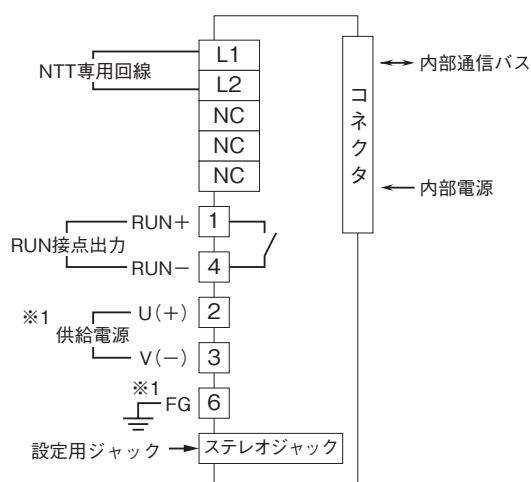 L1
NTT専用回線
L2
NC
NC
NC
コネクタ
内部通信バス
内部電源
RUN+ 1
RUN接点出力
RUN− 4
※1 供給電源
U(+) 2
V(−) 3
※1
FG 6
設定用ジャック ステレオジャック